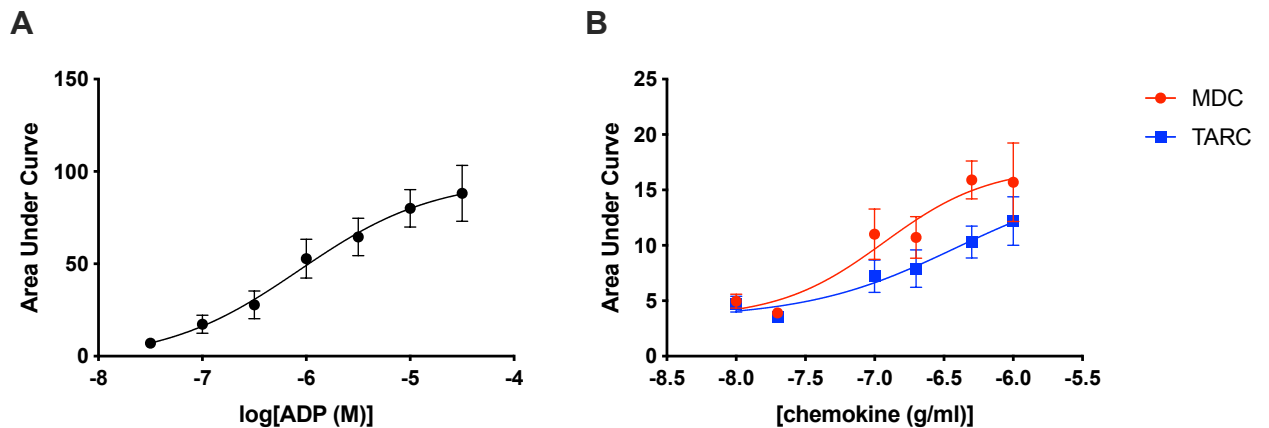 A
B
150
100
50
0
Area Under Curve
-8
-7
-6
-5
-4
log[ADP (M)]
25
20
15
10
5
0
Area Under Curve
-8.5
-8.0
-7.5
-7.0
-6.5
-6.0
-5.5
[chemokine (g/ml)]
MDC
TARC